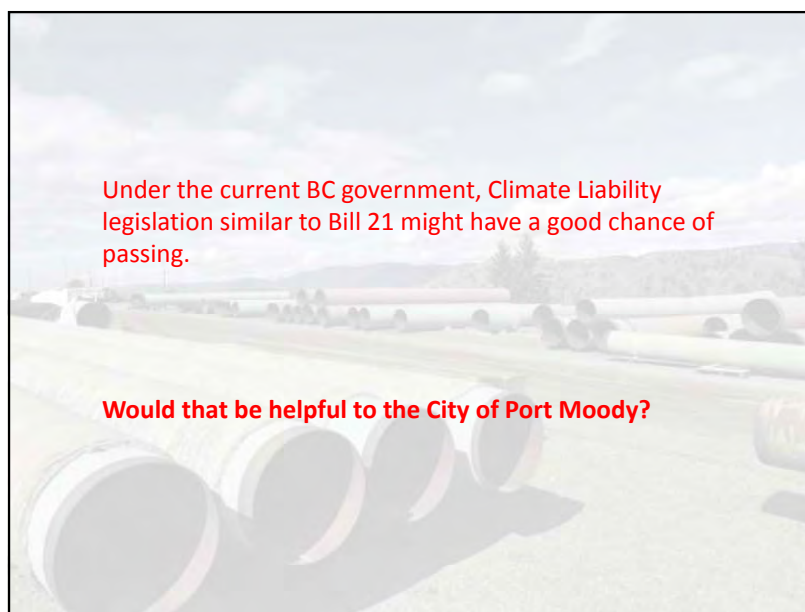 Under the current BC government, Climate Liability
legislation similar to Bill 21 might have a good chance of
passing.
Would that be helpful to the City of Port Moody?